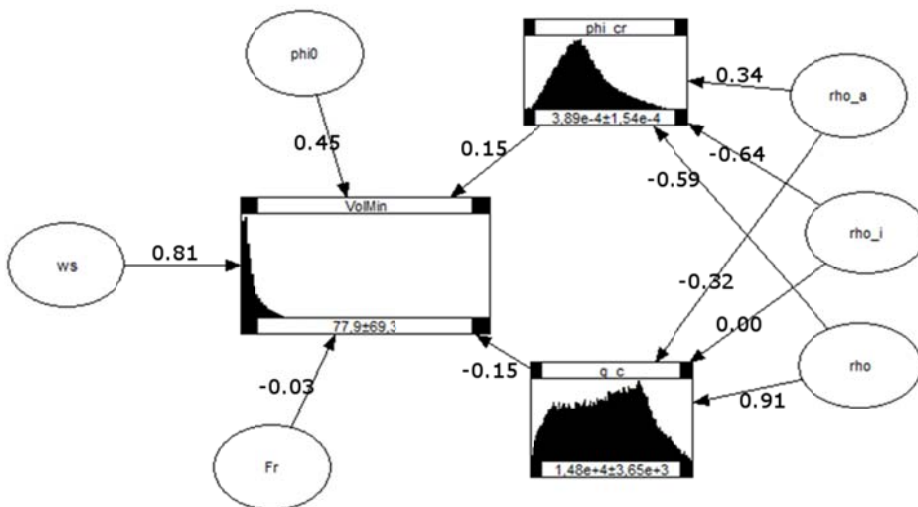 phi0
phi_cr
3,89e-4±1,54e-4
0.34
rho_a
0.45
0.15
-0.64
-0.59
VolMin
ws
0.81
rho_i
77,9±69,3
-0.32
0.00
-0.03
-0.15
q_c
rho
0.91
Fr
1,48e+4±3,65e+3